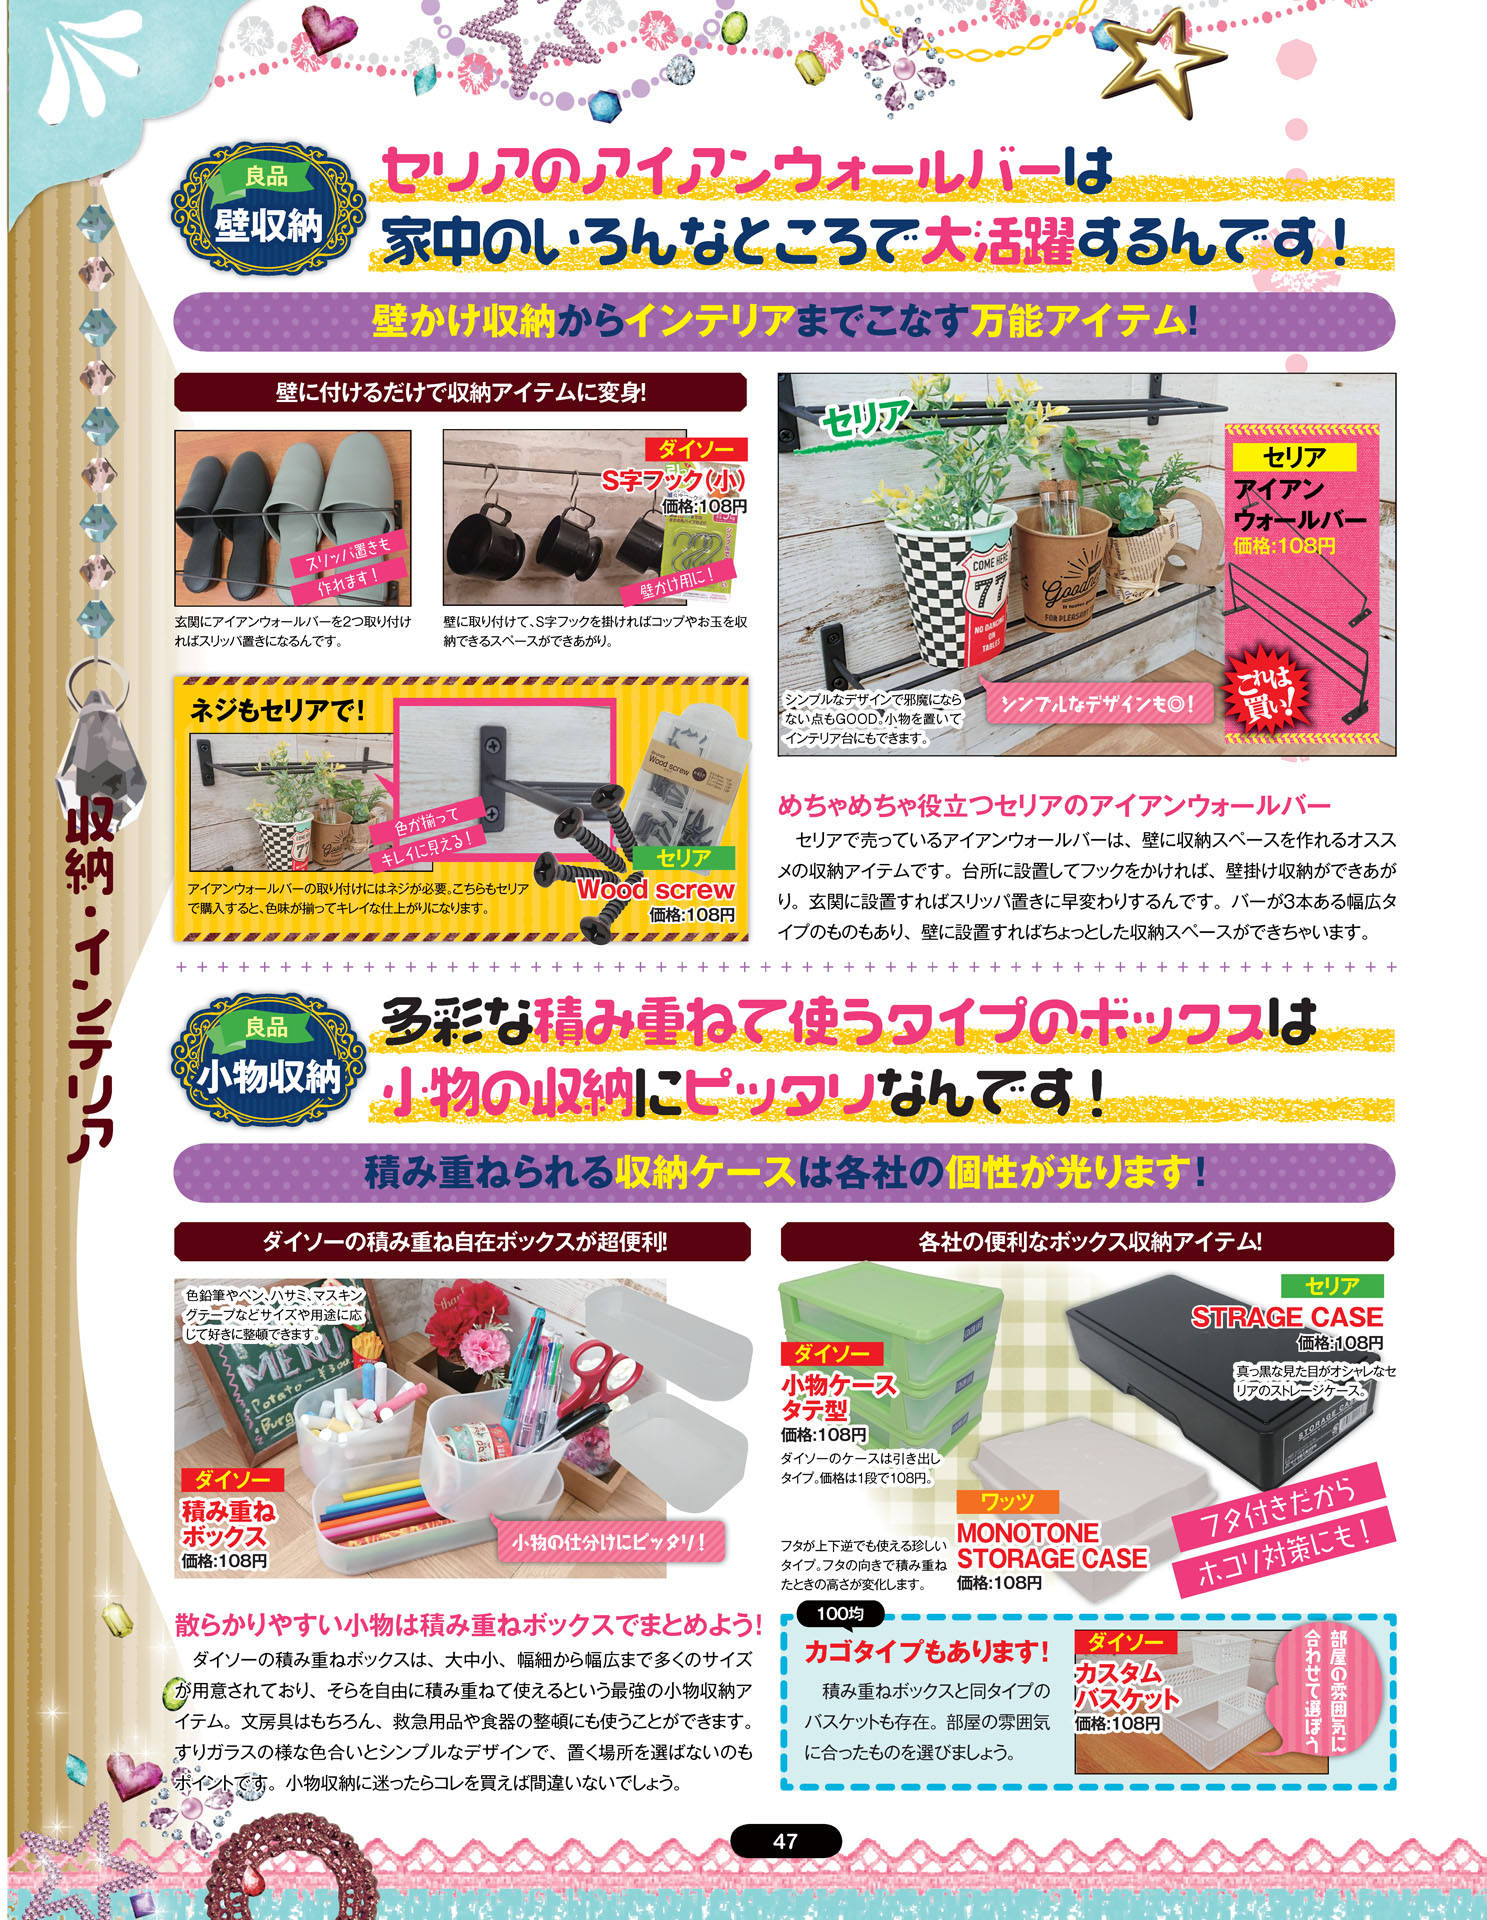 良品
壁収納
セリアのアイアンウォールバーは
家中のいろんなところで大活躍するんです!
壁かけ収納からインテリアまでこなす万能アイテム!
壁に付けるだけで収納アイテムに変身!
スリッパ置きも
作れます!
玄関にアイアンウォールバーを2つ取り付け
ればスリッパ置きになるんです。
ダイソー
S字フック(小)
価格:108円
壁かけ用に!
壁に取り付けて、S字フックを掛ければコップやお玉を収
納できるスペースができあがり。
セリア
COME HERE
77
NO DANCING
ON
TABLES
FOR PLEASURE
セリア
アイアン
ウォールバー
価格:108円
これは
買い!
シンプルなデザインで邪魔になら
ない点もGOOD。小物を置いて
インテリア台にもできます。
シンプルなデザインも◎!
ネジもセリアで!
色が揃って
キレイに見える!
Wood screw
アイアンウォールバーの取り付けにはネジが必要。こちらもセリア
で購入すると、色味が揃ってキレイな仕上がりになります。
セリア
Wood screw
価格:108円
めちゃめちゃ役立つセリアのアイアンウォールバー
セリアで売っているアイアンウォールバーは、壁に収納スペースを作れるオスス
メの収納アイテムです。台所に設置してフックをかければ、壁掛け収納ができあが
り。玄関に設置すればスリッパ置きに早変わりするんです。バーが3本ある幅広タ
イプのものもあり、壁に設置すればちょっとした収納スペースができちゃいます。
収納・インテリア
良品
小物収納
多彩な積み重ねて使うタイプのボックスは
小物の収納にピッタリなんです!
積み重ねられる収納ケースは各社の個性が光ります!
ダイソーの積み重ね自在ボックスが超便利!
色鉛筆やペン、ハサミ、マスキン
グテープなどサイズや用途に応
じて好きに整頓できます。
MENU
Potato
ダイソー
積み重ね
ボックス
価格:108円
小物の仕分けにピッタリ!
散らかりやすい小物は積み重ねボックスでまとめよう!
ダイソーの積み重ねボックスは、大中小、幅細から幅広まで多くのサイズ
が用意されており、そらを自由に積み重ねて使えるという最強の小物収納ア
イテム。文房具はもちろん、救急用品や食器の整頓にも使うことができます。
すりガラスの様な色合いとシンプルなデザインで、置く場所を選ばないのも
ポイントです。小物収納に迷ったらコレを買えば間違いないでしょう。
各社の便利なボックス収納アイテム!
ダイソー
小物ケース
タテ型
価格:108円
ダイソーのケースは引き出し
タイプ。価格は1段で108円。
セリア
STRAGE CASE
価格:108円
真っ黒な見た目がオシャレなセ
リアのストレージケース。
STORAGE CASE
ワッツ
MONOTONE
STORAGE CASE
価格:108円
フタが上下逆でも使える珍しい
タイプ。フタの向きで積み重ね
たときの高さが変化します。
フタ付きだから
ホコリ対策にも!
100均
カゴタイプもあります!
積み重ねボックスと同タイプの
バスケットも存在。部屋の雰囲気
に合ったものを選びましょう。
ダイソー
カスタム
バスケット
価格:108円
部屋の雰囲気に
合わせて選ぼう
47